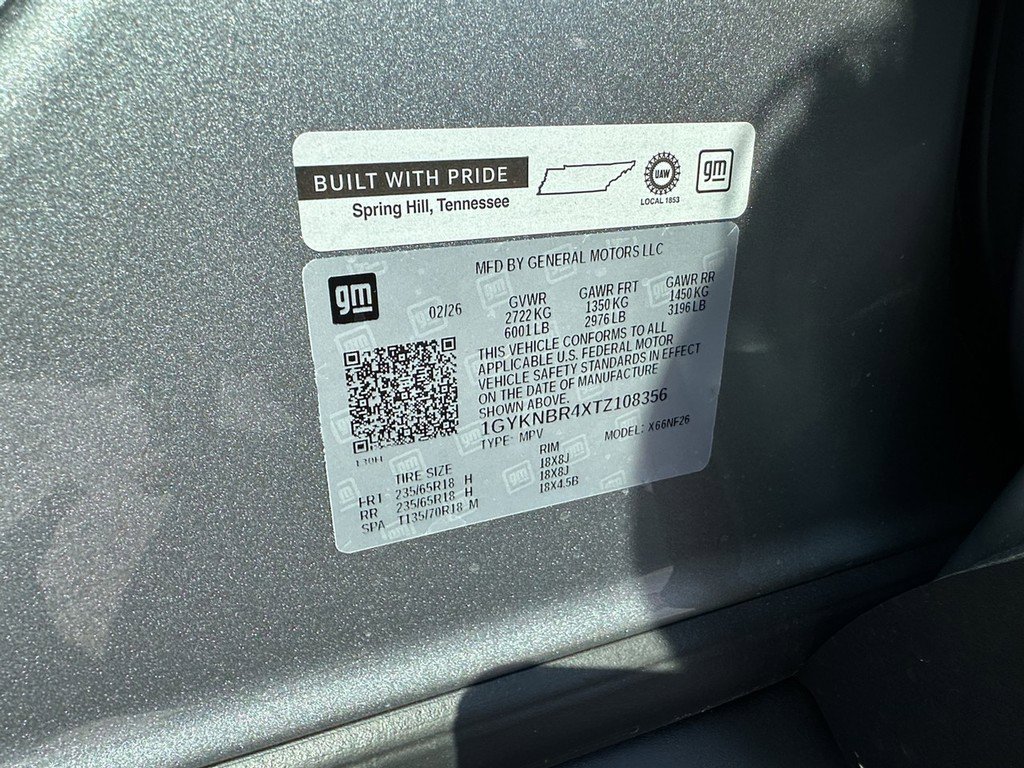 BUILT WITH PRIDE
Spring Hill, Tennessee
UAW
LOCAL 1853
gm
gm
MFD BY GENERAL MOTORS LLC
02/26
GVWR
2722 KG
6001 LB
GAWR FRT
1350 KG
2976 LB
GAWR RR
1450 KG
3196 LB
THIS VEHICLE CONFORMS TO ALL
APPLICABLE U.S. FEDERAL MOTOR
VEHICLE SAFETY STANDARDS IN EFFECT
ON THE DATE OF MANUFACTURE
SHOWN ABOVE.
1GYKNBR4XTZ108356
TYPE: MPV MODEL: X66NF26
TIRE SIZE RIM
FRT 235/65R18 H 18X8J
RR 235/65R18 H 18X8J
SPA T135/70R18 M 18X4.5B